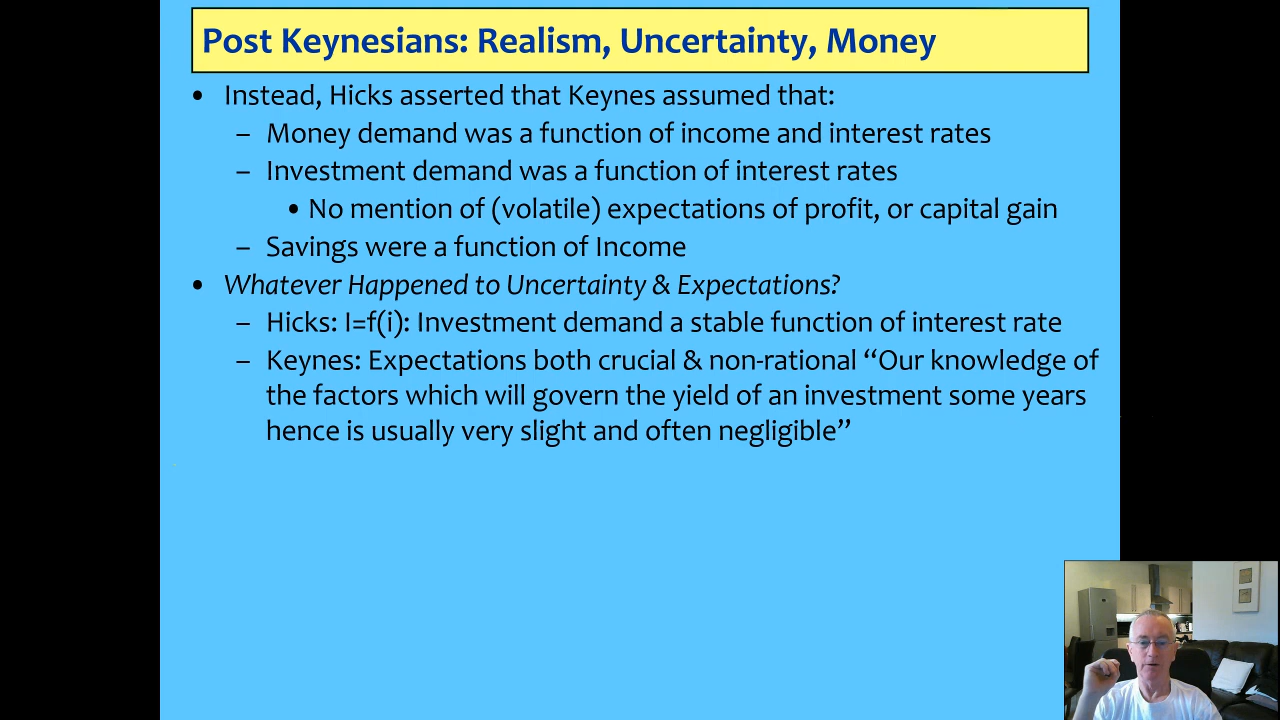 Post Keynesians: Realism, Uncertainty, Money
• Instead, Hicks asserted that Keynes assumed that:
– Money demand was a function of income and interest rates
– Investment demand was a function of interest rates
• No mention of (volatile) expectations of profit, or capital gain
– Savings were a function of Income
• Whatever Happened to Uncertainty & Expectations?
– Hicks: I=f(i): Investment demand a stable function of interest rate
– Keynes: Expectations both crucial & non-rational “Our knowledge of
the factors which will govern the yield of an investment some years
hence is usually very slight and often negligible”